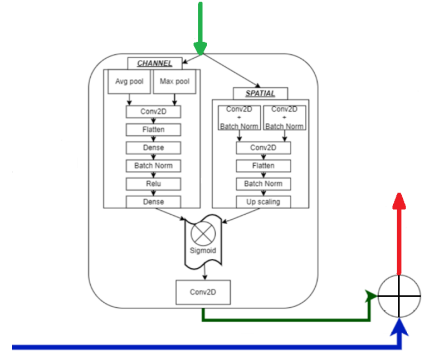 CHANNEL
Avg pool
Max pool
Conv2D
Flatten
Dense
Batch Norm
Relu
Dense
SPATIAL
Conv2D
+
Batch Norm
Conv2D
+
Batch Norm
Conv2D
Flatten
Batch Norm
Up scaling
Sigmoid
Conv2D